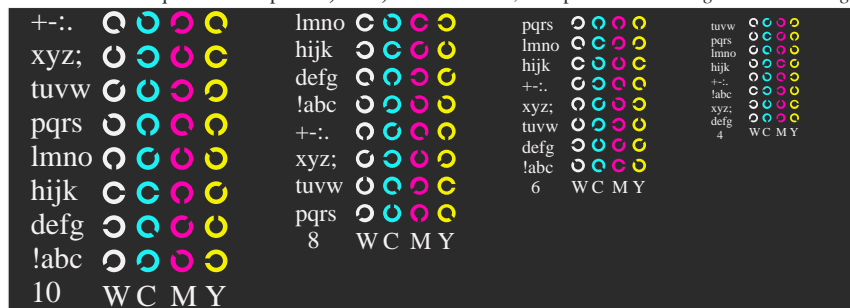 +-:.
xyz;
tuvw
pqrs
lmno
hijk
defg
!abc
10 W C M Y
lmno
hijk
defg
!abc
+-:.
xyz;
tuvw
pqrs
8 W C M Y
pqrs
lmno
hijk
+-:.
xyz;
tuvw
defg
!abc
6 W C M Y
tuvw
pqrs
lmno
hijk
+-:.
!abc
xyz;
defg
4 W C M Y